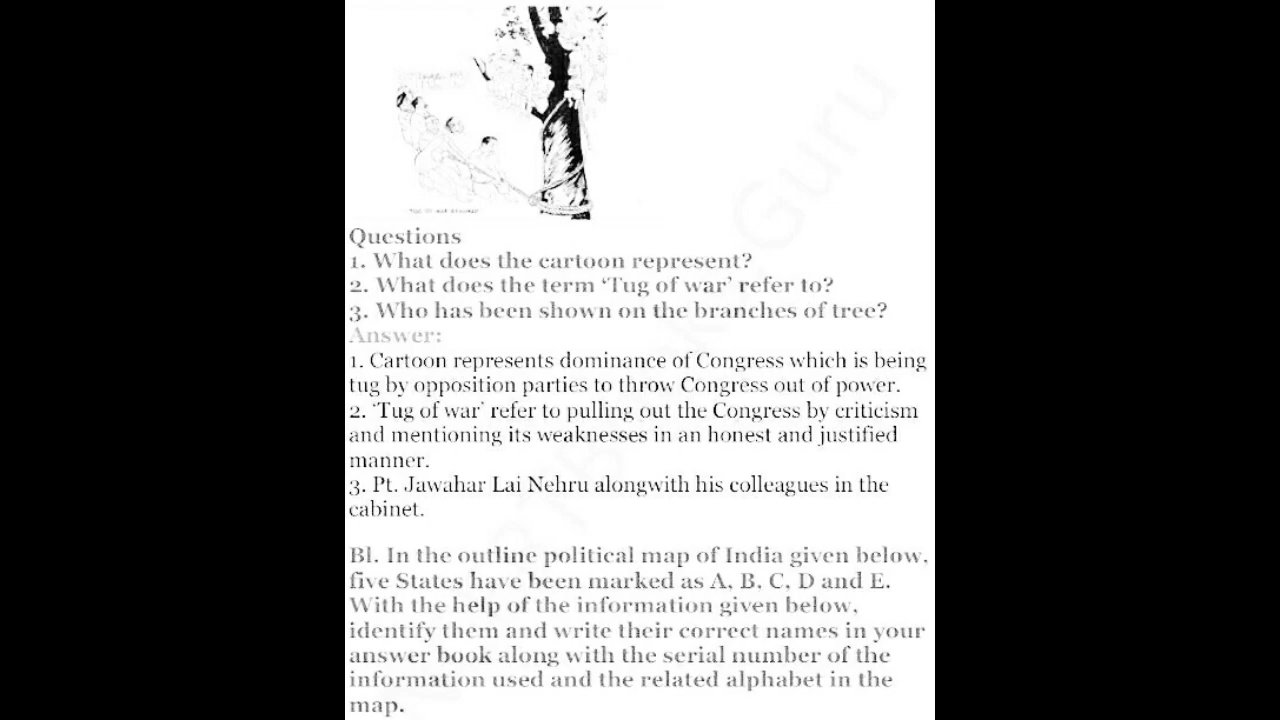 Questions
1. What does the cartoon represent?
2. What does the term ‘Tug of war’ refer to?
3. Who has been shown on the branches of tree?
Answer:
1. Cartoon represents dominance of Congress which is being
tug by opposition parties to throw Congress out of power.
2. ‘Tug of war’ refer to pulling out the Congress by criticism
and mentioning its weaknesses in an honest and justified
manner.
3. Pt. Jawahar Lai Nehru alongwith his colleagues in the
cabinet.
Bl. In the outline political map of India given below,
five States have been marked as A, B, C, D and E.
With the help of the information given below,
identify them and write their correct names in your
answer book along with the serial number of the
information used and the related alphabet in the
map.